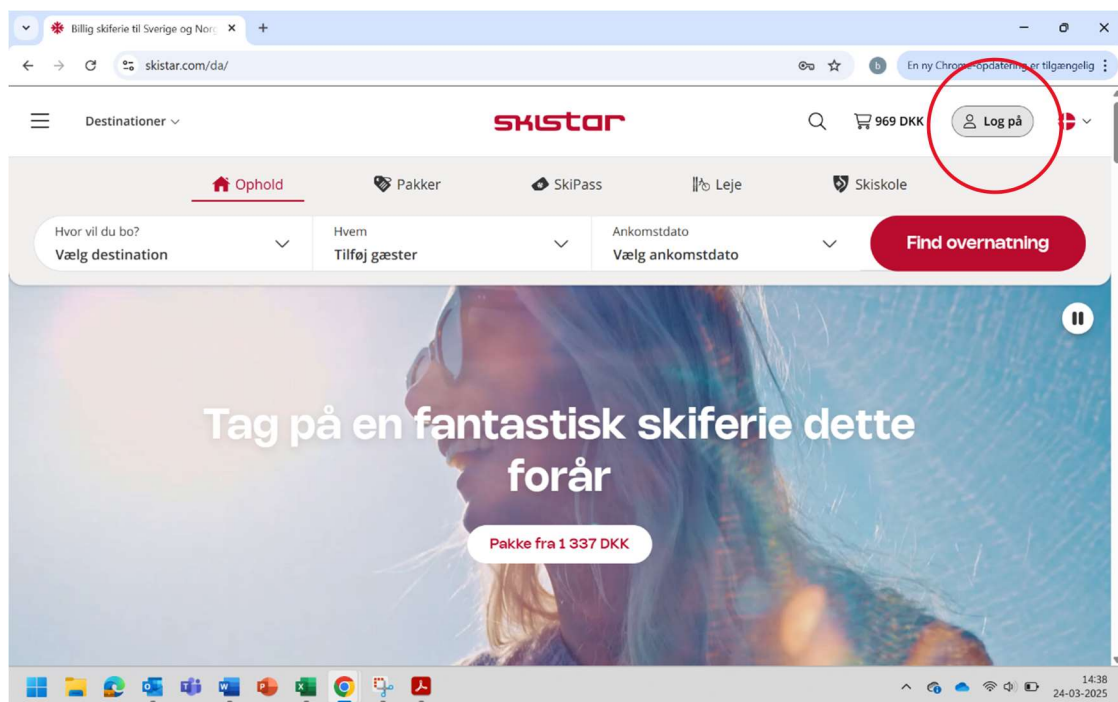 Billig skiferie til Sverige og Nor
skistar.com/da/
b
En ny Chrome-opdatering er tilgængelig
Destinationer
skistar
969 DKK
Log på
Ophold
Pakker
SkiPass
Leje
Skiskole
Hvor vil du bo?
Vælg destination
Hvem
Tilføj gæster
Ankomstdato
Vælg ankomstdato
Find overnatning
Tag på en fantastisk skiferie dette
forår
Pakke fra 1 337 DKK
14:38
24-03-2025